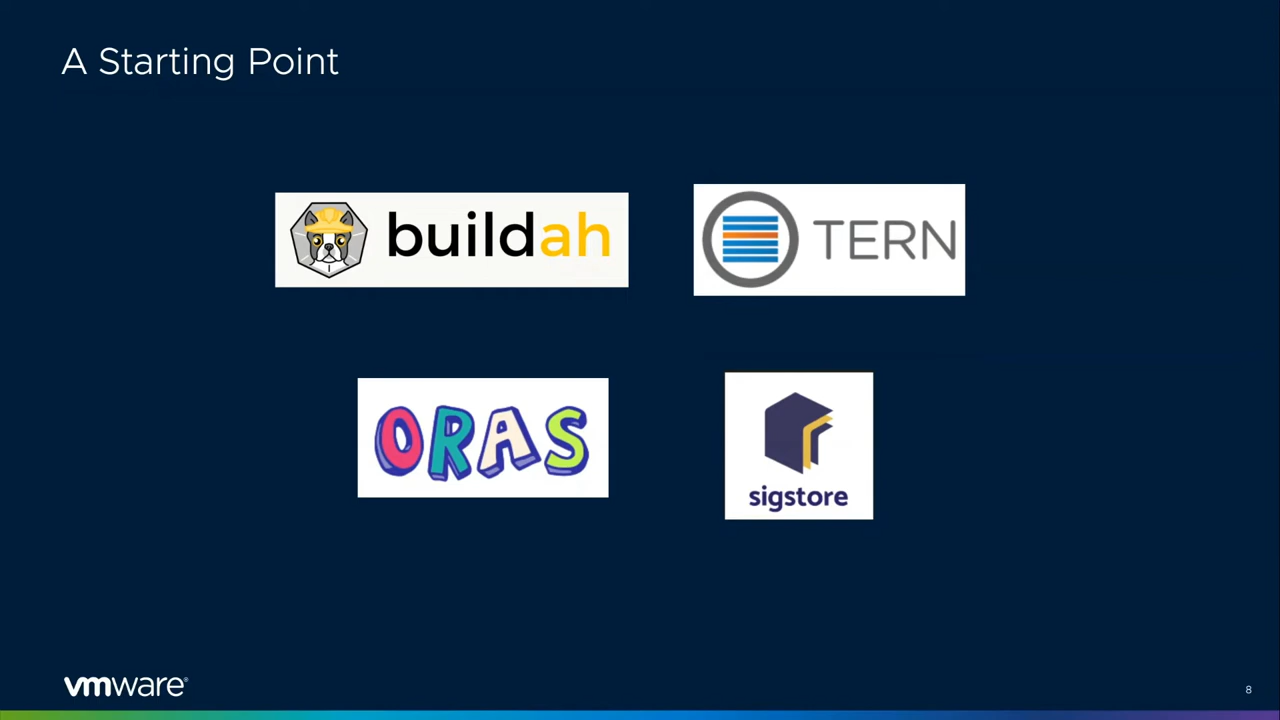 A Starting Point
buildah
TERN
ORAS
sigstore
vmware®
8